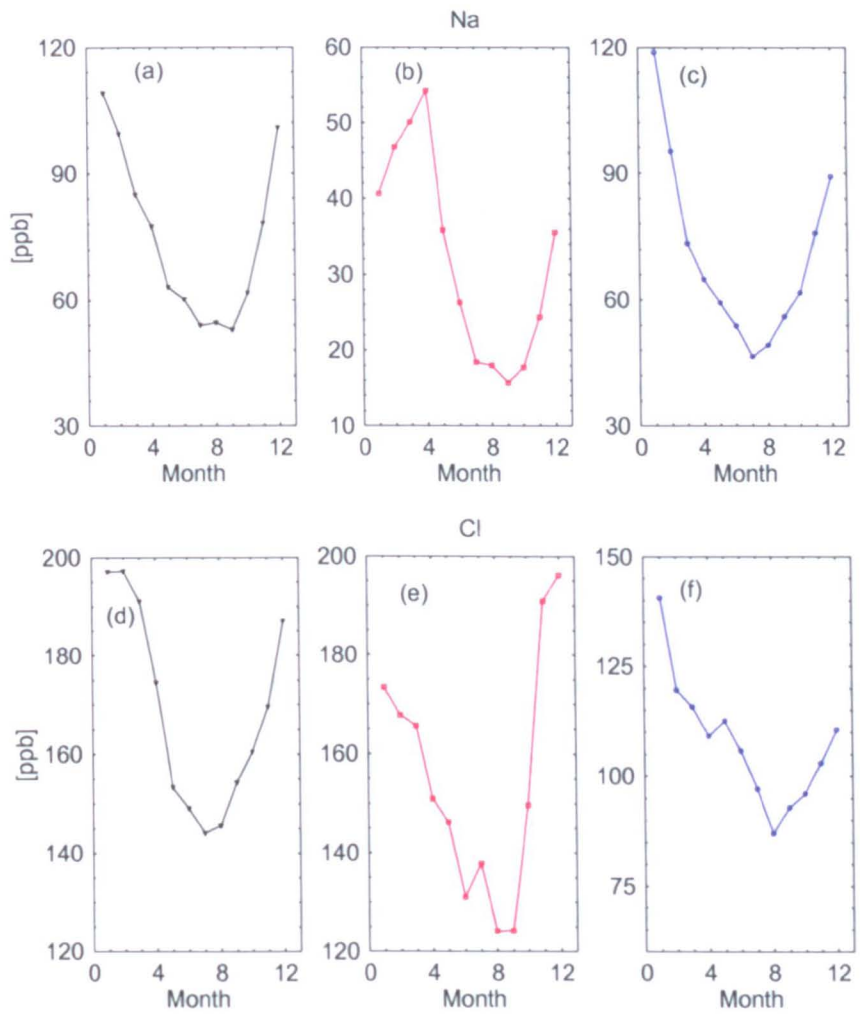 Na
120 60 120
(a) (b) (c)
50
90 90
40
[ppb]
60 30 60
20
30 10 30
0 4 8 12 0 4 8 12 0 4 8 12
Month Month Month
Cl
200 200 150
(d) (e) (f)
180 180 125
[ppb]
160 160 100
140 140 75
120 120
0 4 8 12 0 4 8 12 0 4 8 12
Month Month Month